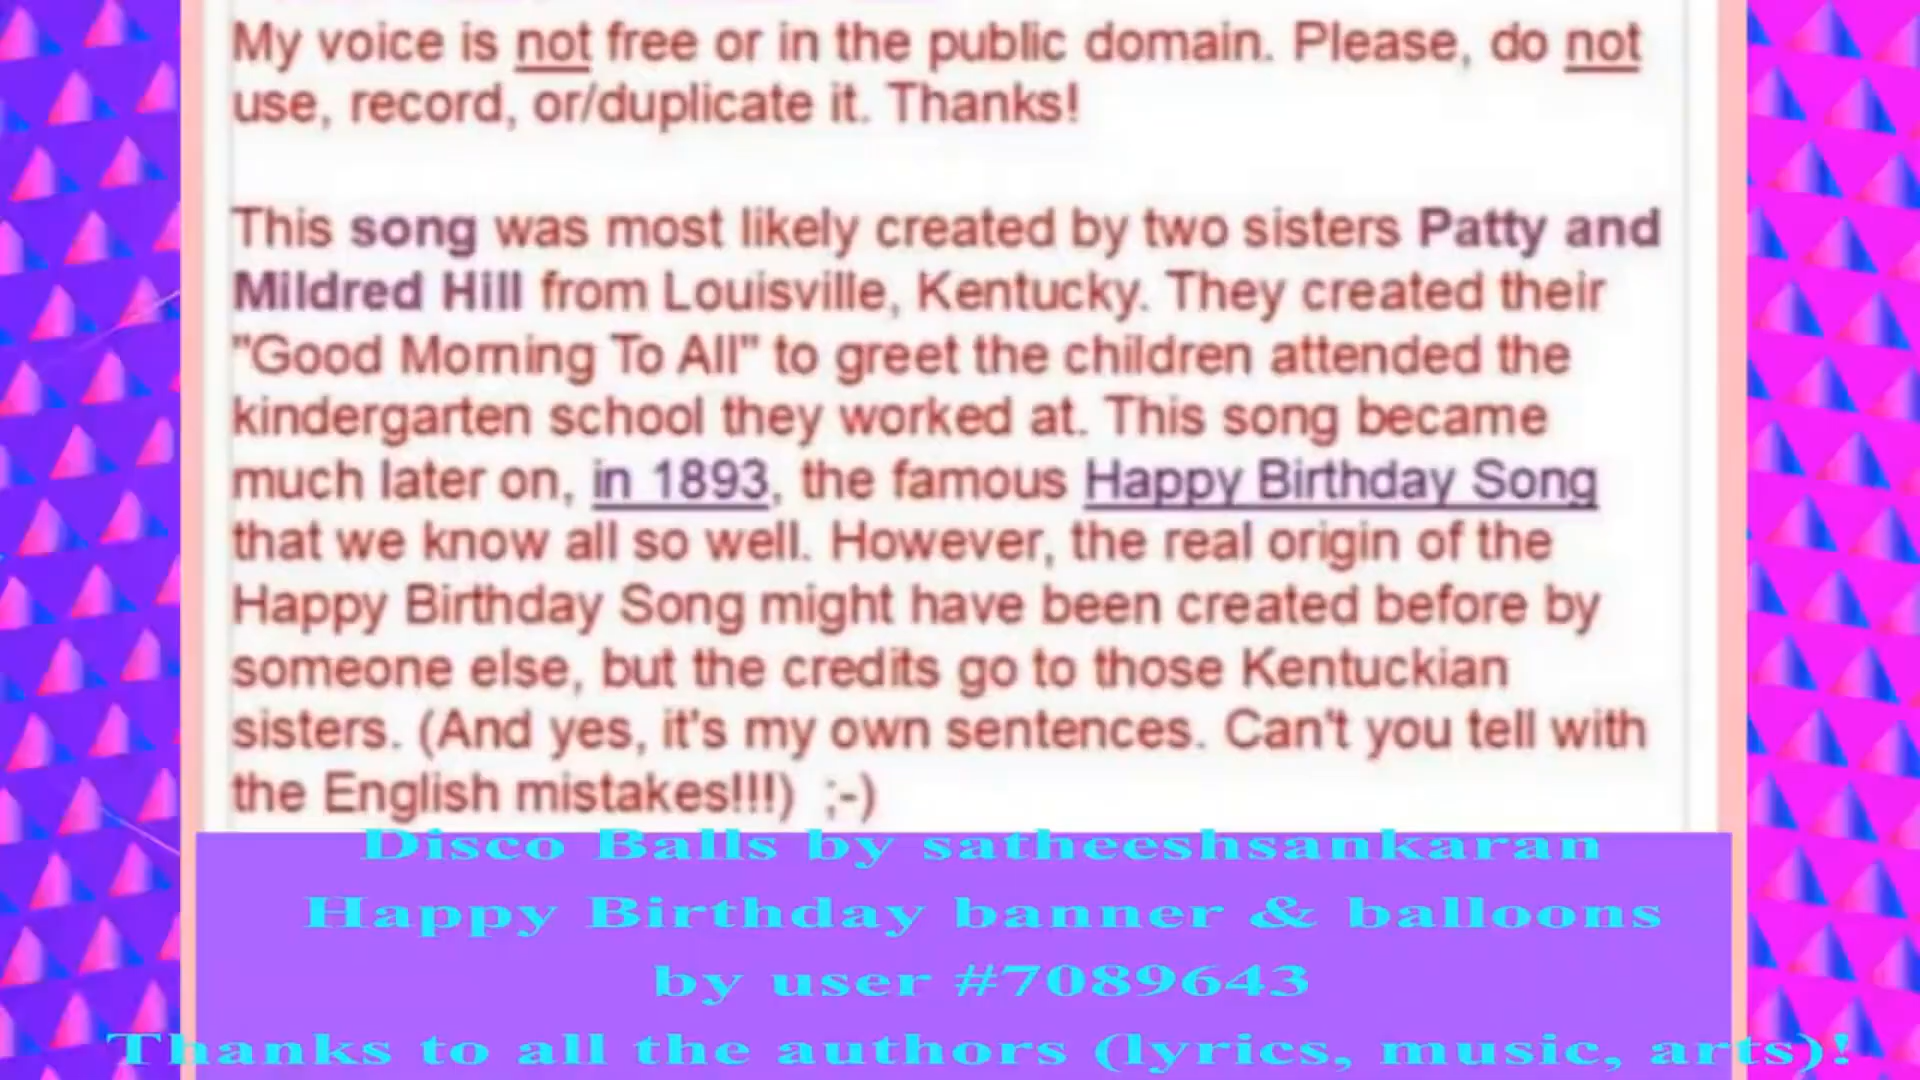 My voice is not free or in the public domain. Please, do not
use, record, or/duplicate it. Thanks!
This song was most likely created by two sisters Patty and
Mildred Hill from Louisville, Kentucky. They created their
"Good Morning To All" to greet the children attended the
kindergarten school they worked at. This song became
much later on, in 1893, the famous Happy Birthday Song
that we know all so well. However, the real origin of the
Happy Birthday Song might have been created before by
someone else, but the credits go to those Kentuckian
sisters. (And yes, it's my own sentences. Can't you tell with
the English mistakes!!!) ;-)
Disco Balls by satheeshsankaran
Happy Birthday banner & balloons
by user #7089643
Thanks to all the authors (lyrics, music, arts)!